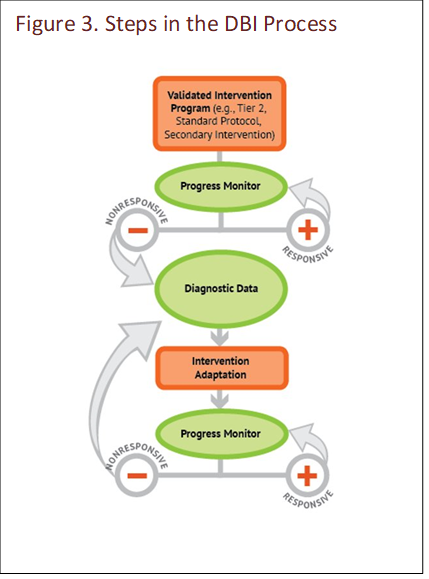 Figure 3. Steps in the DBI Process
Validated Intervention
Program (e.g., Tier 2,
Standard Protocol,
Secondary Intervention)
Progress Monitor
NONRESPONSIVE
−
+
RESPONSIVE
Diagnostic Data
Intervention
Adaptation
Progress Monitor
NONRESPONSIVE
−
+
RESPONSIVE